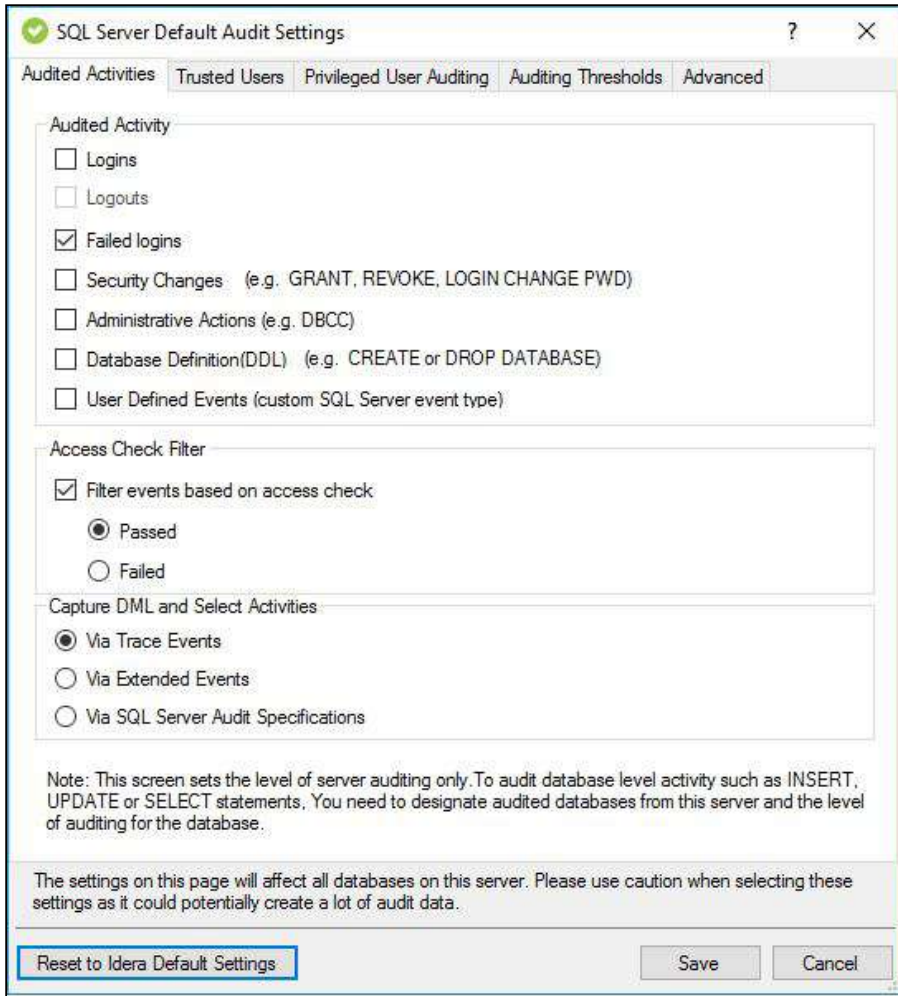 SQL Server Default Audit Settings
?
Audited Activities Trusted Users Privileged User Auditing Auditing Thresholds Advanced
Audited Activity
Logins
Logouts
Failed logins
Security Changes (e.g. GRANT, REVOKE, LOGIN CHANGE PWD)
Administrative Actions (e.g. DBCC)
Database Definition(DDL) (e.g. CREATE or DROP DATABASE)
User Defined Events (custom SQL Server event type)
Access Check Filter
Filter events based on access check
Passed
Failed
Capture DML and Select Activities
Via Trace Events
Via Extended Events
Via SQL Server Audit Specifications
Note: This screen sets the level of server auditing only.To audit database level activity such as INSERT,
UPDATE or SELECT statements, You need to designate audited databases from this server and the level
of auditing for the database.
The settings on this page will affect all databases on this server. Please use caution when selecting these
settings as it could potentially create a lot of audit data.
Reset to Idera Default Settings Save Cancel